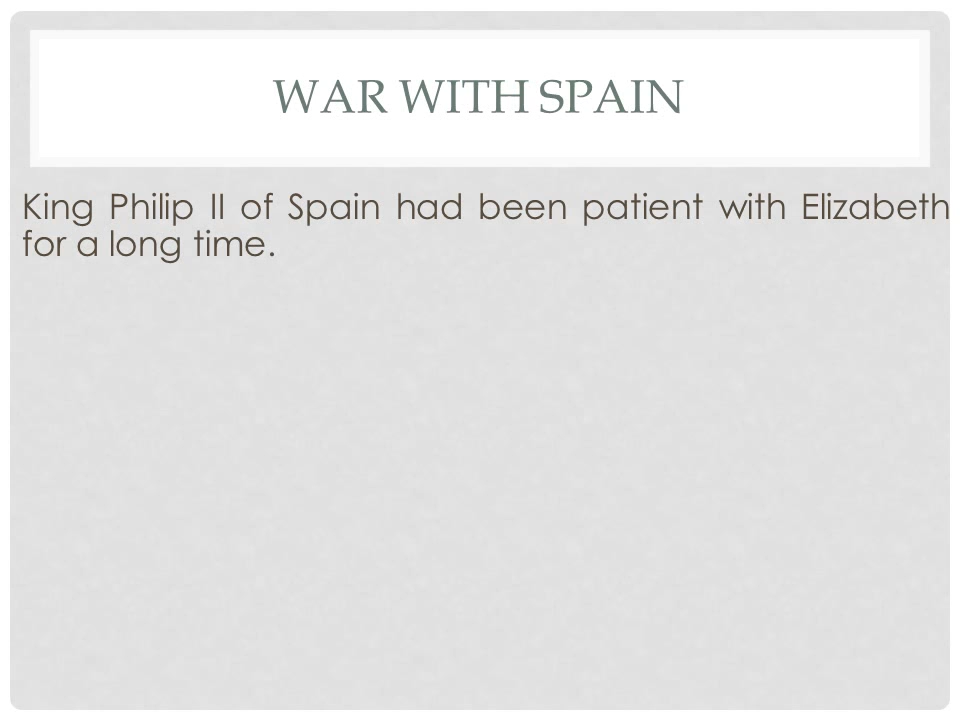 WAR WITH SPAIN
King Philip II of Spain had been patient with Elizabeth
for a long time.